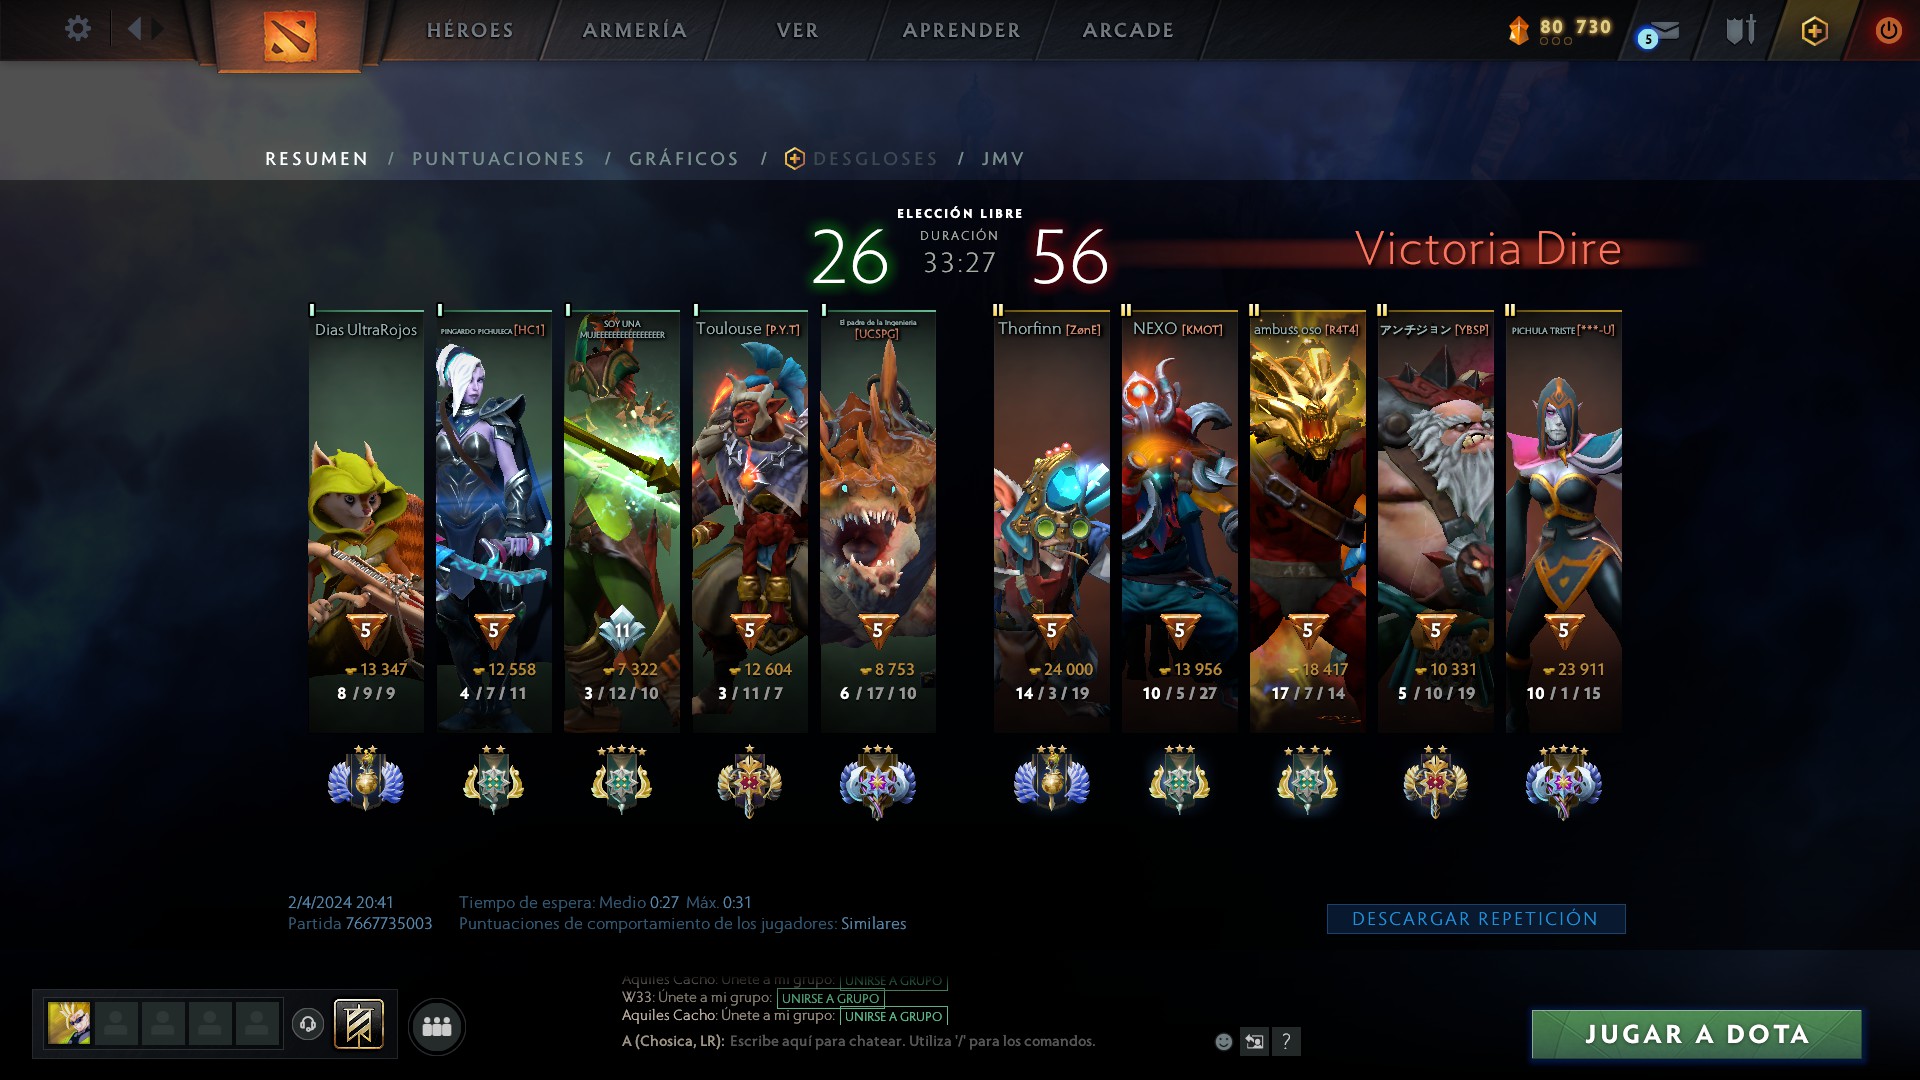 HÉROES
ARMERÍA
VER
APRENDER
ARCADE
80 730
5
RESUMEN / PUNTUACIONES / GRÁFICOS / DESGLOSES / JMV
ELECCIÓN LIBRE
26 DURACIÓN 56
33:27
Victoria Dire
Dias UltraRojos
PINGARDO PICHULEGA [HC1]
SOY UNA
MUJEEEEEEEÉEEEEEEER
Toulouse [P.Y.T]
El padre de la Ingenieria
[UCSPG]
Thorfinn [ZønE]
NEXO [KMOT]
ambuss oso [R4T4]
アンチジョン [YBSP]
PICHULA TRISTE [***-U]
AXE
5 5 11 5 5 5 5 5 5 5
13 347 12 558 7 322 12 604 8 753 24 000 13 956 18 417 10 331 23 911
8 / 9 / 9 4 / 7 / 11 3 / 12 / 10 3 / 11 / 7 6 / 17 / 10 14 / 3 / 19 10 / 5 / 27 17 / 7 / 14 5 / 10 / 19 10 / 1 / 15
2/4/2024 20:41 Tiempo de espera: Medio 0:27 Máx. 0:31
Partida 7667735003 Puntuaciones de comportamiento de los jugadores: Similares
DESCARGAR REPETICIÓN
Aquiles Cacho: Únete a mi grupo: UNIRSE A GRUPO
W33: Únete a mi grupo: UNIRSE A GRUPO
Aquiles Cacho: Únete a mi grupo: UNIRSE A GRUPO
A (Chosica, LR): Escribe aquí para chatear. Utiliza '/' para los comandos.
?
JUGAR A DOTA